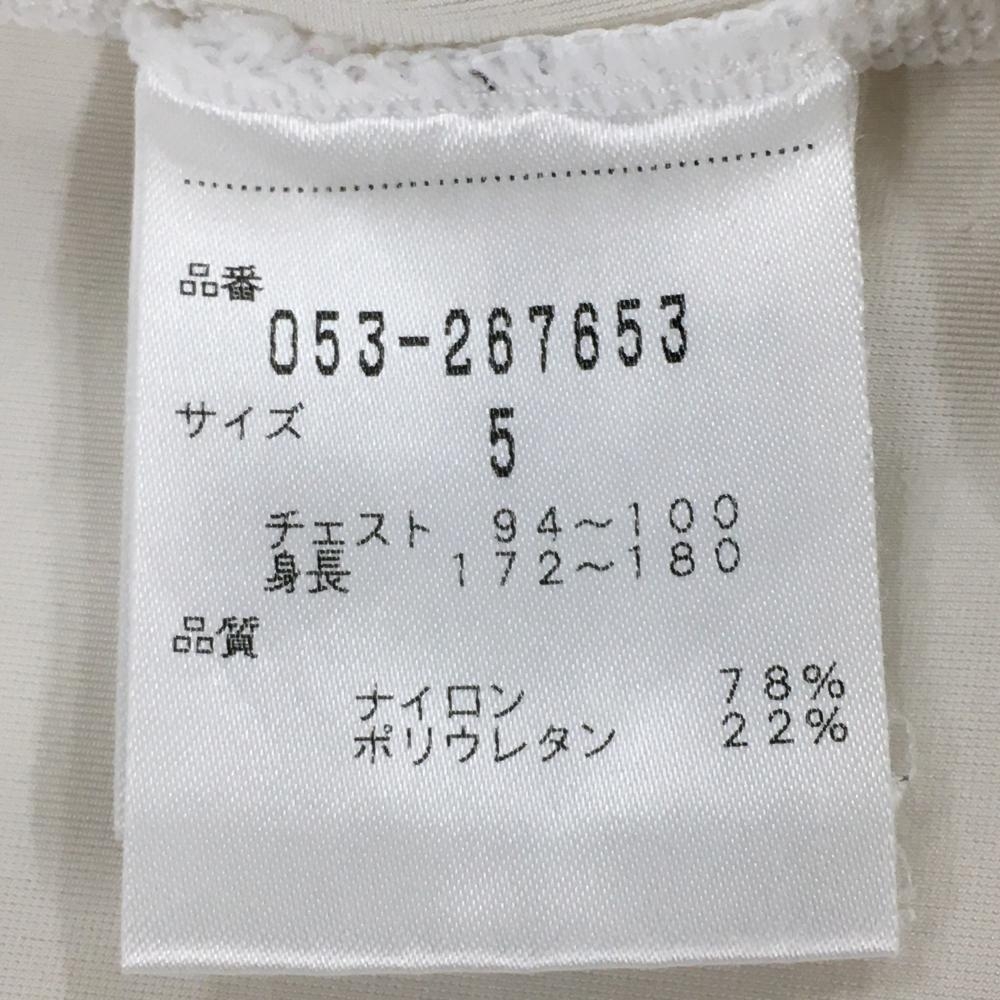 品番
053-267653
サイズ 5
チェスト 94～100
身長 172～180
品質
ナイロン 78%
ポリウレタン 22%